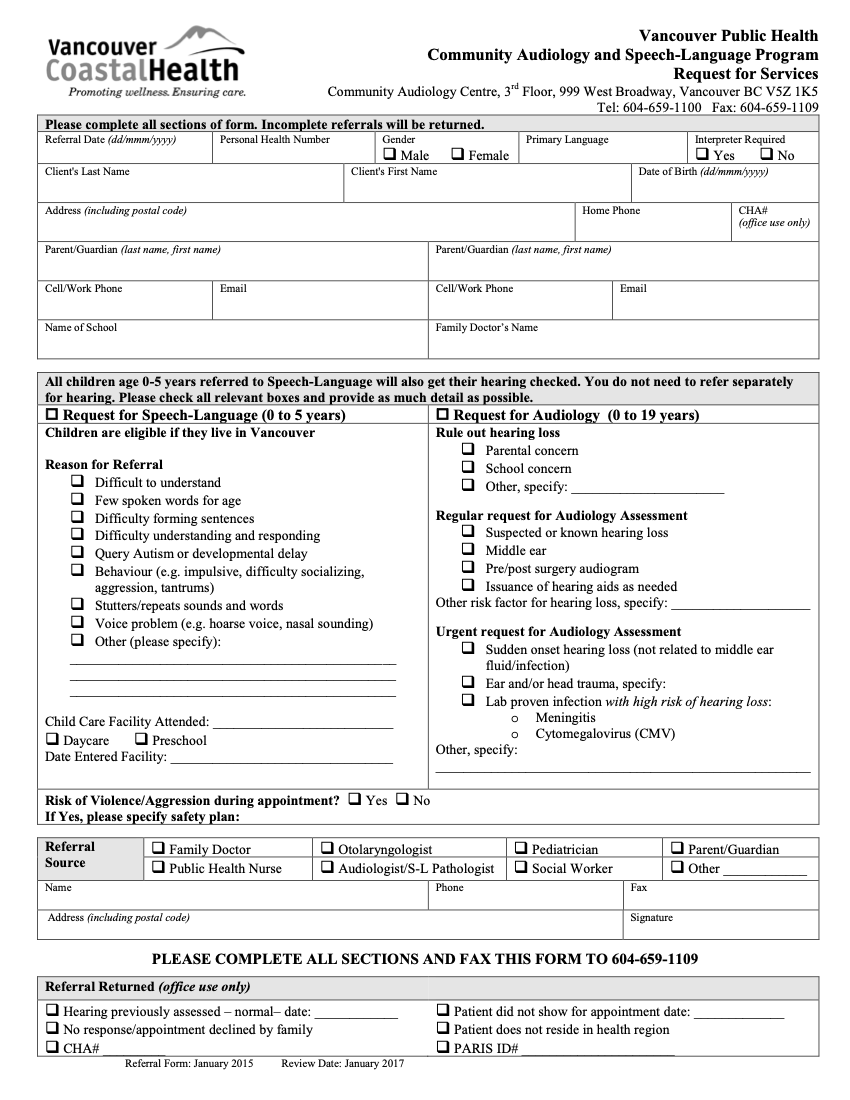 Vancouver
CoastalHealth
Promoting wellness. Ensuring care.
Vancouver Public Health
Community Audiology and Speech-Language Program
Request for Services
Community Audiology Centre, 3rd Floor, 999 West Broadway, Vancouver BC V5Z 1K5
Tel: 604-659-1100 Fax: 604-659-1109
Please complete all sections of form. Incomplete referrals will be returned.
Referral Date (dd/mmm/yyyy) Personal Health Number Gender Primary Language Interpreter Required
❑ Male ❑ Female ❑ Yes ❑ No
Client's Last Name Client's First Name Date of Birth (dd/mmm/yyyy)
Address (including postal code) Home Phone CHA#
(office use only)
Parent/Guardian (last name, first name) Parent/Guardian (last name, first name)
Cell/Work Phone Email Cell/Work Phone Email
Name of School Family Doctor's Name
All children age 0-5 years referred to Speech-Language will also get their hearing checked. You do not need to refer separately
for hearing. Please check all relevant boxes and provide as much detail as possible.
❑ Request for Speech-Language (0 to 5 years)
Children are eligible if they live in Vancouver
Reason for Referral
❑ Difficult to understand
❑ Few spoken words for age
❑ Difficulty forming sentences
❑ Difficulty understanding and responding
❑ Query Autism or developmental delay
❑ Behaviour (e.g. impulsive, difficulty socializing,
aggression, tantrums)
❑ Stutters/repeats sounds and words
❑ Voice problem (e.g. hoarse voice, nasal sounding)
❑ Other (please specify):
Child Care Facility Attended: ____
❑ Daycare ❑ Preschool
Date Entered Facility: ____
❑ Request for Audiology (0 to 19 years)
Rule out hearing loss
❑ Parental concern
❑ School concern
❑ Other, specify: ____
Regular request for Audiology Assessment
❑ Suspected or known hearing loss
❑ Middle ear
❑ Pre/post surgery audiogram
❑ Issuance of hearing aids as needed
Other risk factor for hearing loss, specify: ____
Urgent request for Audiology Assessment
❑ Sudden onset hearing loss (not related to middle ear
fluid/infection)
❑ Ear and/or head trauma, specify:
❑ Lab proven infection with high risk of hearing loss:
o Meningitis
o Cytomegalovirus (CMV)
Other, specify:
Risk of Violence/Aggression during appointment? ❑ Yes ❑ No
If Yes, please specify safety plan:
Referral
Source
❑ Family Doctor ❑ Otolaryngologist ❑ Pediatrician ❑ Parent/Guardian
❑ Public Health Nurse ❑ Audiologist/S-L Pathologist ❑ Social Worker ❑ Other ____
Name Phone Fax
Address (including postal code) Signature
PLEASE COMPLETE ALL SECTIONS AND FAX THIS FORM TO 604-659-1109
Referral Returned (office use only)
❑ Hearing previously assessed – normal– date: ____ ❑ Patient did not show for appointment date: ____
❑ No response/appointment declined by family ❑ Patient does not reside in health region
❑ CHA# ____ ❑ PARIS ID# ____
Referral Form: January 2015 Review Date: January 2017